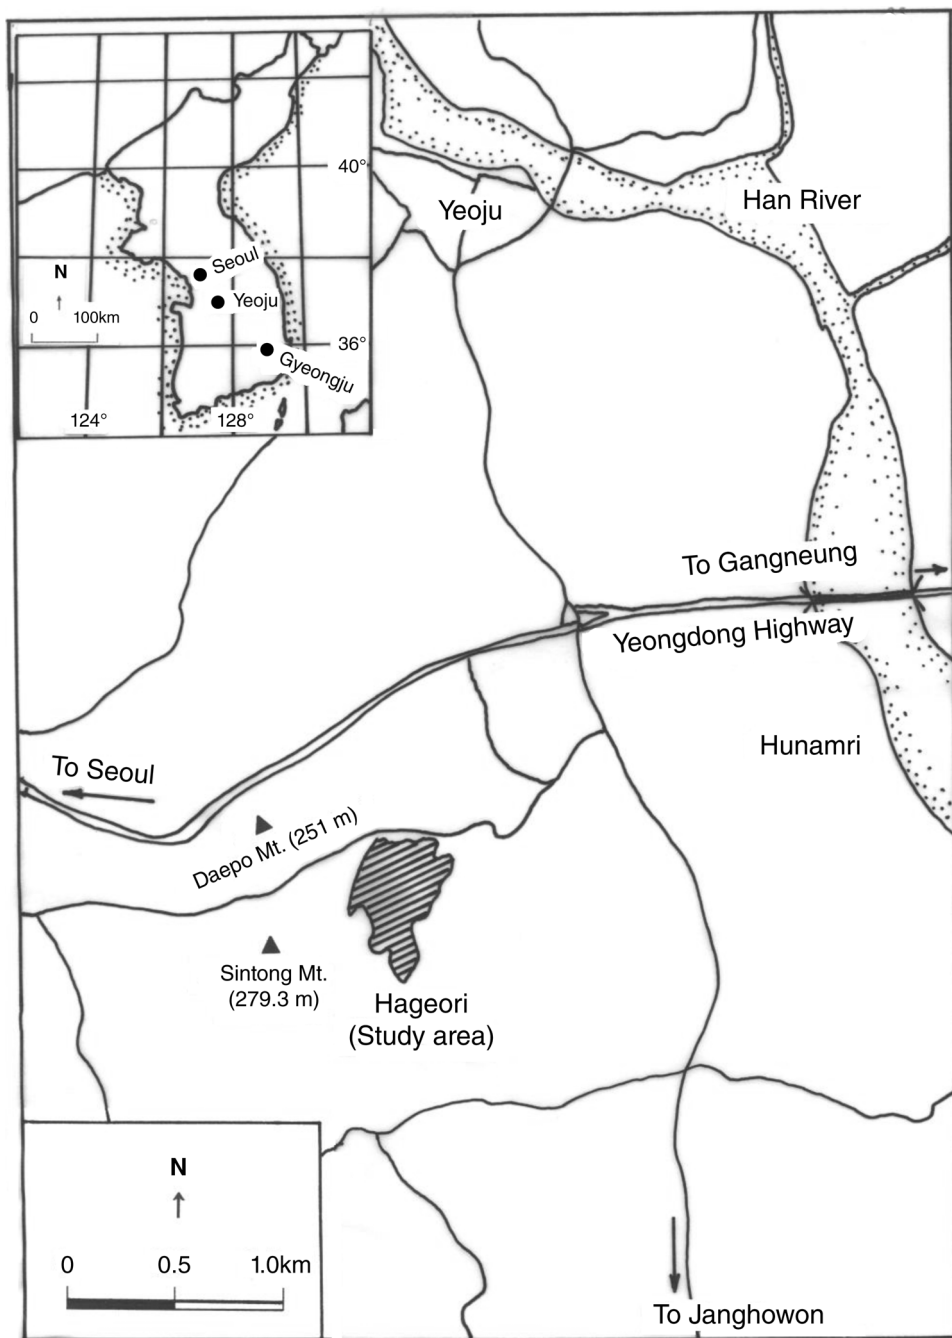 40°
Seoul
N
Yeoju
0 100km
36°
Gyeongju
124°
128°
Yeoju
Han River
To Gangneung
Yeongdong Highway
Hunamri
To Seoul
Daepo Mt. (251 m)
Sintong Mt.
(279.3 m)
Hageori
(Study area)
N
0 0.5 1.0km
To Janghowon